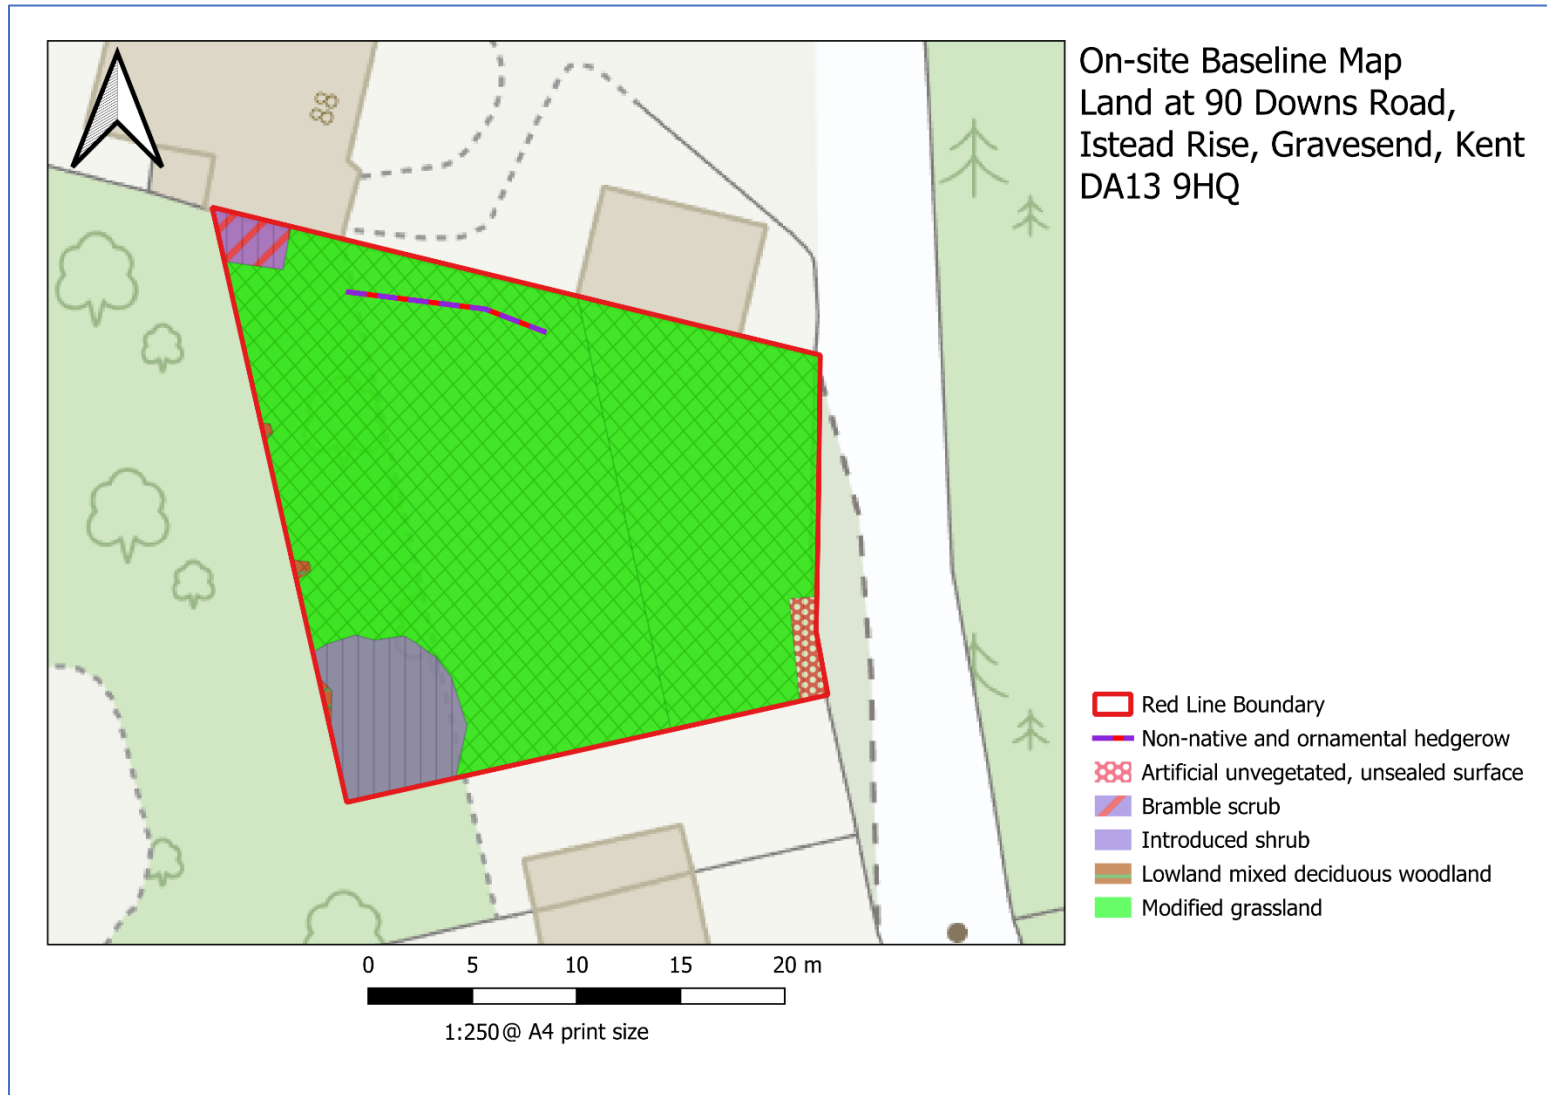 On-site Baseline Map
Land at 90 Downs Road,
Istead Rise, Gravesend, Kent
DA13 9HQ
88
Red Line Boundary
Non-native and ornamental hedgerow
Artificial unvegetated, unsealed surface
Bramble scrub
Introduced shrub
Lowland mixed deciduous woodland
Modified grassland
0 5 10 15 20 m
1:250 @ A4 print size